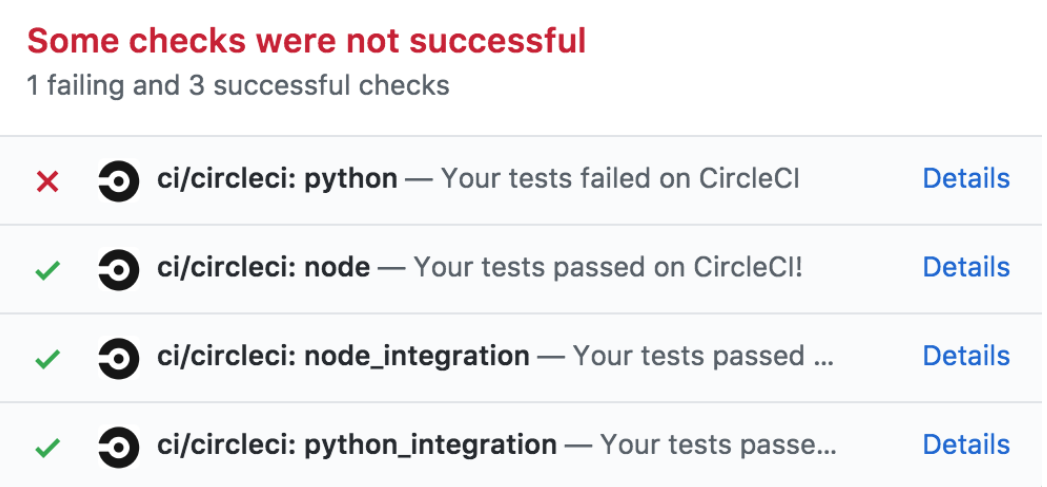 Some checks were not successful
1 failing and 3 successful checks
ci/circleci: python — Your tests failed on CircleCI Details
ci/circleci: node — Your tests passed on CircleCI! Details
ci/circleci: node_integration — Your tests passed ... Details
ci/circleci: python_integration — Your tests passe... Details